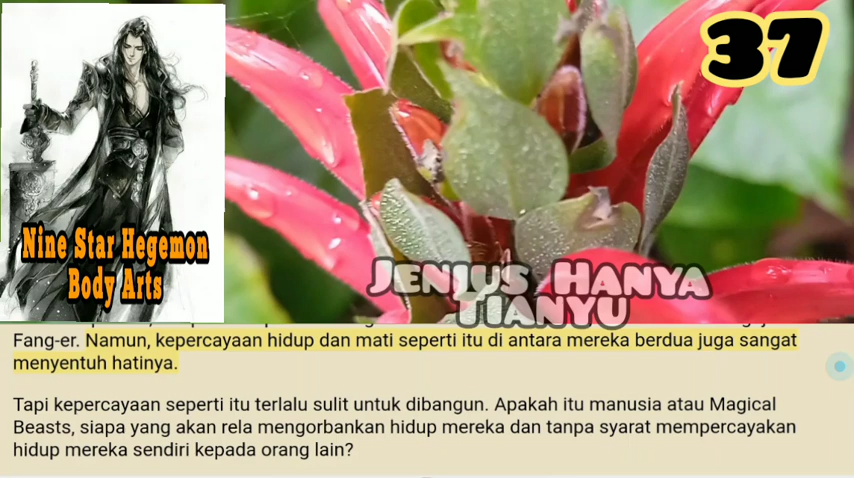 37
Nine Star Hegemon
Body Arts
JENIUS HANYA
TIANYU
Fang-er. Namun, kepercayaan hidup dan mati seperti itu di antara mereka berdua juga sangat
menyentuh hatinya.
Tapi kepercayaan seperti itu terlalu sulit untuk dibangun. Apakah itu manusia atau Magical
Beasts, siapa yang akan rela mengorbankan hidup mereka dan tanpa syarat mempercayakan
hidup mereka sendiri kepada orang lain?